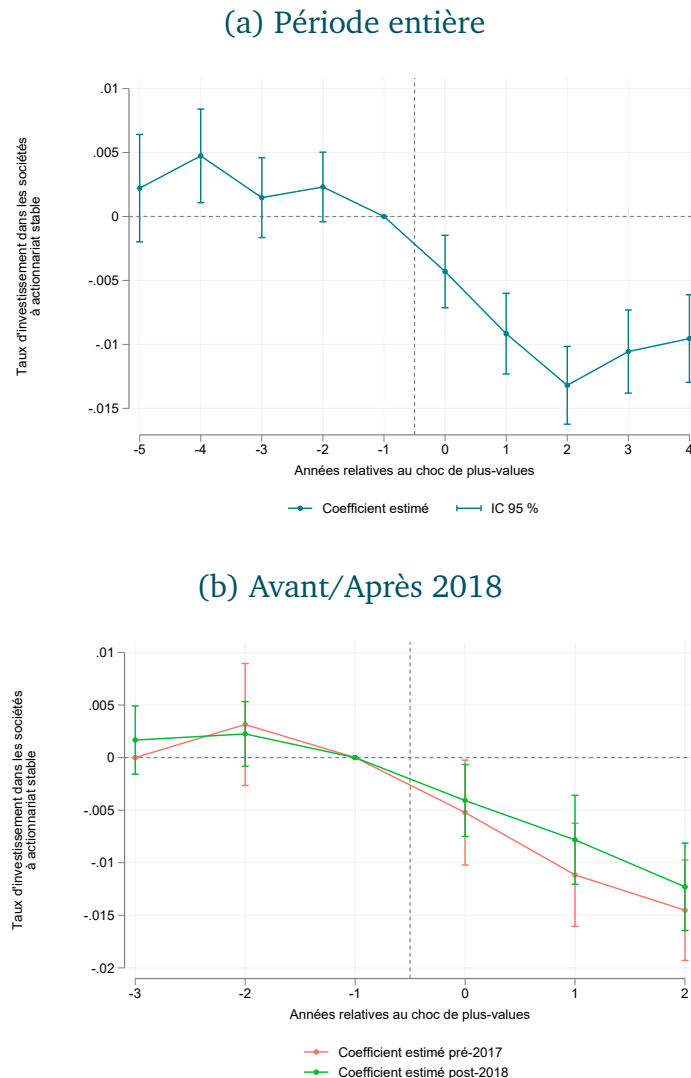 (a) Période entière
Taux d'investissement dans les sociétés
à actionnariat stable
.01
.005
0
-.005
-.01
-.015
-5 -4 -3 -2 -1 0 1 2 3 4
Années relatives au choc de plus-values
Coefficient estimé IC 95 %
(b) Avant/Après 2018
Taux d'investissement dans les sociétés
à actionnariat stable
.01
.005
0
-.005
-.01
-.015
-.02
-3 -2 -1 0 1 2
Années relatives au choc de plus-values
Coefficient estimé pré-2017
Coefficient estimé post-2018